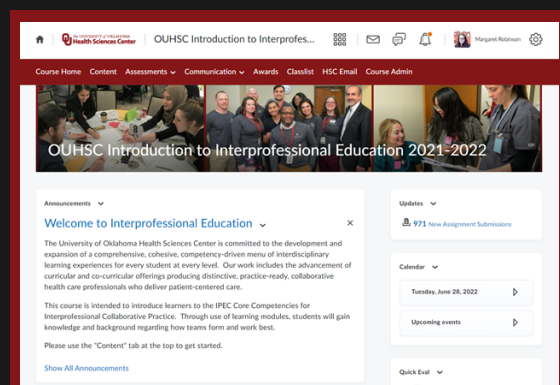 The UNIVERSITY of OKLAHOMA
Health Sciences Center
OUHSC Introduction to Interprofes...
Margaret Robinson
Course Home Content Assessments Communication Awards Classlist HSC Email Course Admin
OUHSC Introduction to Interprofessional Education 2021-2022
Announcements
Welcome to Interprofessional Education
The University of Oklahoma Health Sciences Center is committed to the development and
expansion of a comprehensive, cohesive, competency-driven menu of interdisciplinary
learning experiences for every student at every level. Our work includes the advancement of
curricular and co-curricular offerings producing distinctive, practice-ready, collaborative
health care professionals who deliver patient-centered care.
This course is intended to introduce learners to the IPEC Core Competencies for
Interprofessional Collaborative Practice. Through use of learning modules, students will gain
knowledge and background regarding how teams form and work best.
Please use the "Content" tab at the top to get started.
Show All Announcements
Updates
971 New Assignment Submissions
Calendar
Tuesday, June 28, 2022
Upcoming events
Quick Eval